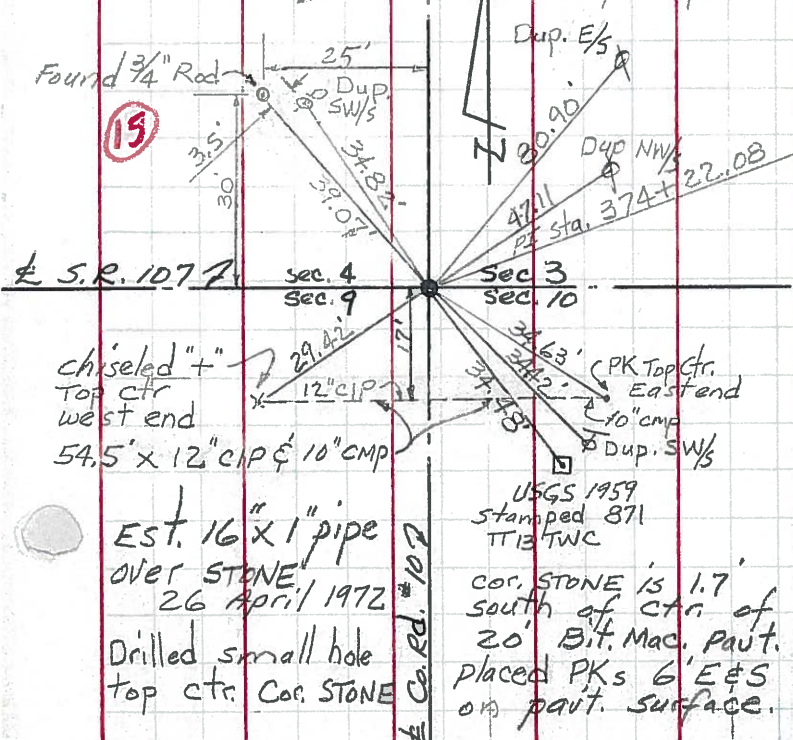 25'
Dup. E/S
Found 3/4" Rod
Dup.
SW/s
15
3.5'
30'
34.82'
39.07'
80.90'
Dup NW/s
47.11
PI Sta. 374+22.08
Z
℄ S.R. 107
Sec. 4
Sec 3
Sec. 9
Sec. 10
29.42'
17'
34.63'
34.42'
34.48'
chiseled "+"
Top ctr
west end
12" CIP
PK Top Ctr.
East end
10" cmp
54.5' x 12" CIP & 10" CMP
Dup. SW/s
USGS 1959
stamped 871
TT13 TWC
Est. 16" x 1" pipe
over STONE
26 April 1972
Drilled small hole
top ctr. Cor. STONE
℄ Co. Rd. #107
cor. STONE is 1.7'
south of ctr. of
20' Bit. Mac. Pavt.
placed PKs 6' E & S
on pavt. surface.